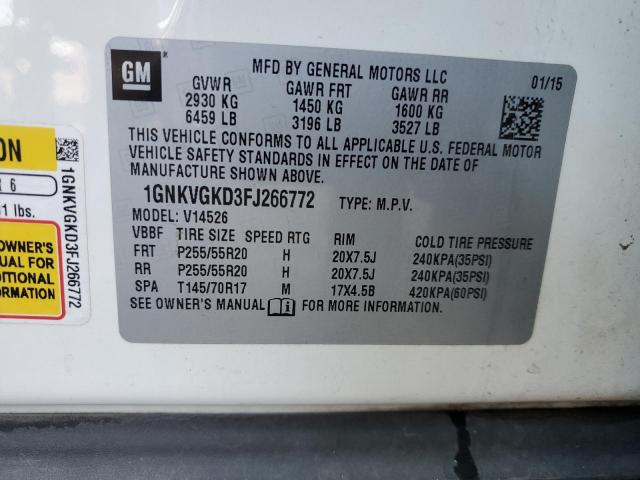 GM
MFD BY GENERAL MOTORS LLC 01/15
GVWR GAWR FRT GAWR RR
2930 KG 1450 KG 1600 KG
6459 LB 3196 LB 3527 LB
THIS VEHICLE CONFORMS TO ALL APPLICABLE U.S. FEDERAL MOTOR
VEHICLE SAFETY STANDARDS IN EFFECT ON THE DATE OF
MANUFACTURE SHOWN ABOVE.
1GNKVGKD3FJ266772 TYPE: M.P.V.
MODEL: V14526
VBBF TIRE SIZE SPEED RTG RIM COLD TIRE PRESSURE
FRT P255/55R20 H 20X7.5J 240KPA(35PSI)
RR P255/55R20 H 20X7.5J 240KPA(35PSI)
SPA T145/70R17 M 17X4.5B 420KPA(60PSI)
SEE OWNER'S MANUAL FOR MORE INFORMATION.
ON
R 6
1 lbs.
OWNER'S
UAL FOR
DITIONAL
RMATION
1GNKVGKD3FJ266772